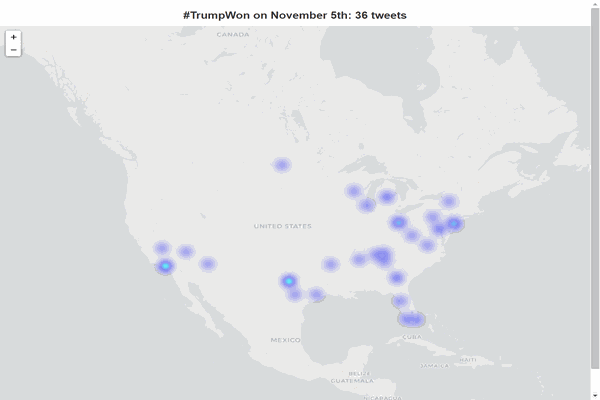 #TrumpWon on November 5th: 36 tweets
CANADA
+
−
UNITED STATES
MEXICO
CUBA
HAITI
JAMAICA
BELIZE
GUATEMALA
NICARAGUA